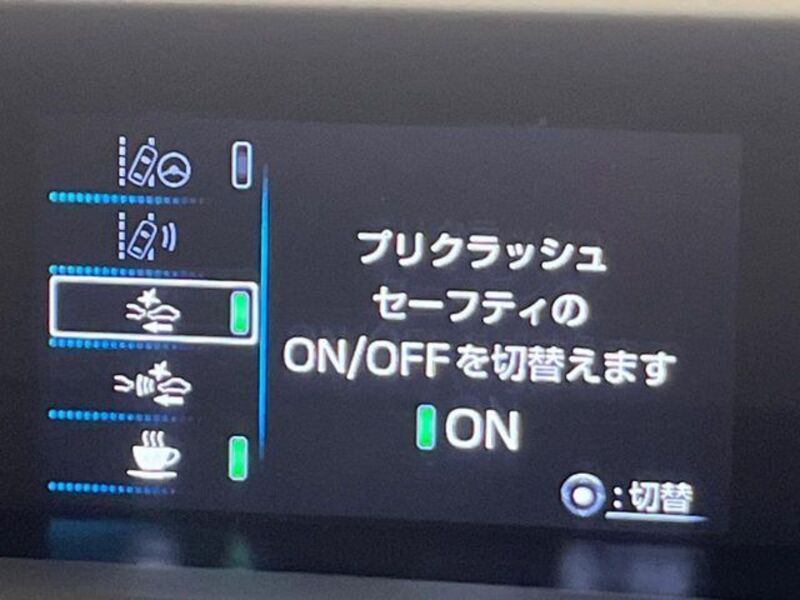 プリクラッシュ
セーフティの
ON/OFFを切替えます
ON
:切替